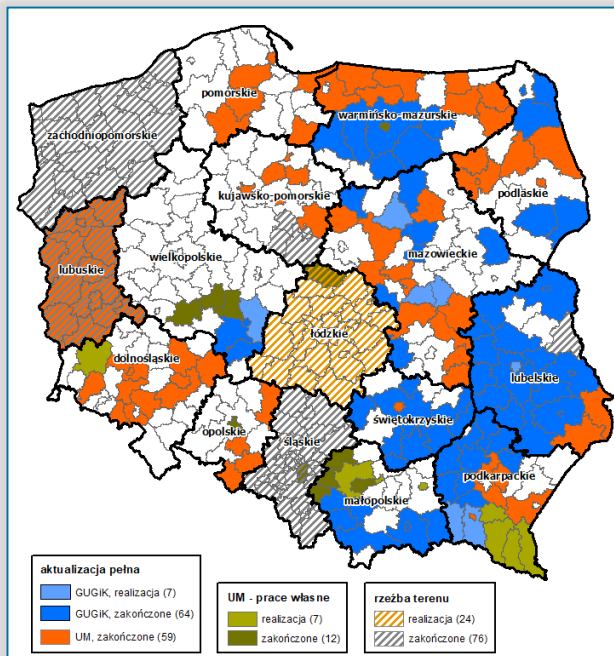 pomorskie
warmińsko-mazurskie
zachodniopomorskie
podlaskie
kujawsko-pomorskie
mazowieckie
wielkopolskie
lubuskie
łódzkie
dolnośląskie
lubelskie
świętokrzyskie
opolskie
śląskie
podkarpackie
małopolskie
aktualizacja pełna
GUGiK, realizacja (7)
GUGiK, zakończone (64)
UM, zakończone (59)
UM - prace własne
realizacja (7)
zakończone (12)
rzeźba terenu
realizacja (24)
zakończone (76)